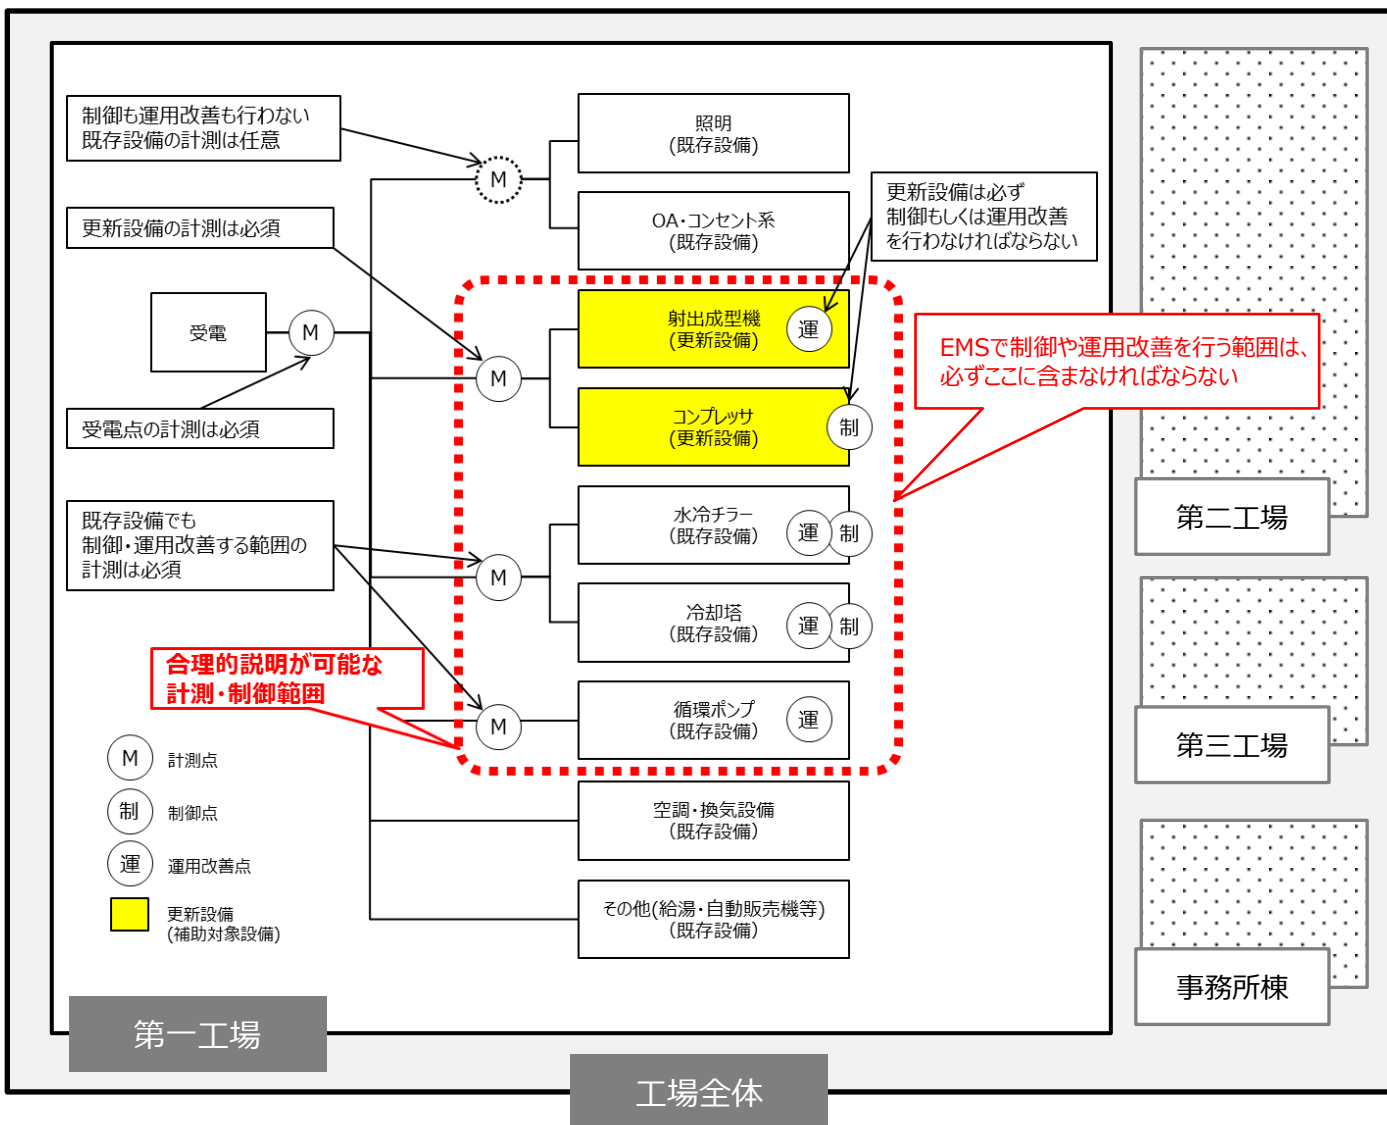 制御も運用改善も行わない
既存設備の計測は任意
更新設備の計測は必須
受電
M
受電点の計測は必須
既存設備でも
制御・運用改善する範囲の
計測は必須
合理的説明が可能な
計測・制御範囲
M
計測点
制
制御点
運
運用改善点
更新設備
(補助対象設備)
M
照明
(既存設備)
OA・コンセント系
(既存設備)
M
射出成型機
(更新設備)
運
コンプレッサ
(更新設備)
制
M
水冷チラー
(既存設備)
運
制
冷却塔
(既存設備)
運
制
M
循環ポンプ
(既存設備)
運
空調・換気設備
(既存設備)
その他(給湯・自動販売機等)
(既存設備)
更新設備は必ず
制御もしくは運用改善
を行わなければならない
EMSで制御や運用改善を行う範囲は、
必ずここに含まなければならない
第二工場
第三工場
事務所棟
第一工場
工場全体